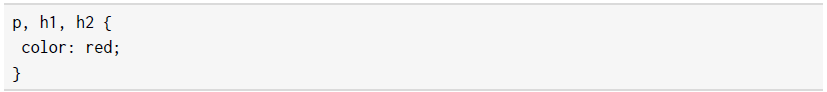 p, h1, h2 {
 color: red;
}